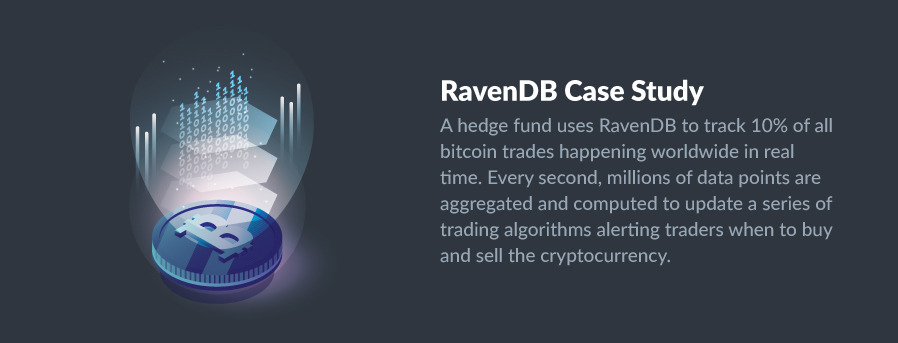 RavenDB Case Study
A hedge fund uses RavenDB to track 10% of all
bitcoin trades happening worldwide in real
time. Every second, millions of data points are
aggregated and computed to update a series of
trading algorithms alerting traders when to buy
and sell the cryptocurrency.